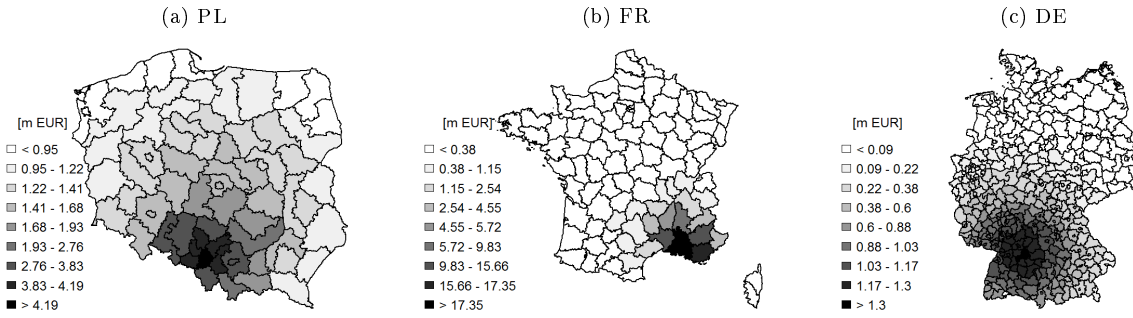 (a) PL
[m EUR]
< 0.95
0.95 - 1.22
1.22 - 1.41
1.41 - 1.68
1.68 - 1.93
1.93 - 2.76
2.76 - 3.83
3.83 - 4.19
> 4.19
(b) FR
[m EUR]
< 0.38
0.38 - 1.15
1.15 - 2.54
2.54 - 4.55
4.55 - 5.72
5.72 - 9.83
9.83 - 15.66
15.66 - 17.35
> 17.35
(c) DE
[m EUR]
< 0.09
0.09 - 0.22
0.22 - 0.38
0.38 - 0.6
0.6 - 0.88
0.88 - 1.03
1.03 - 1.17
1.17 - 1.3
> 1.3